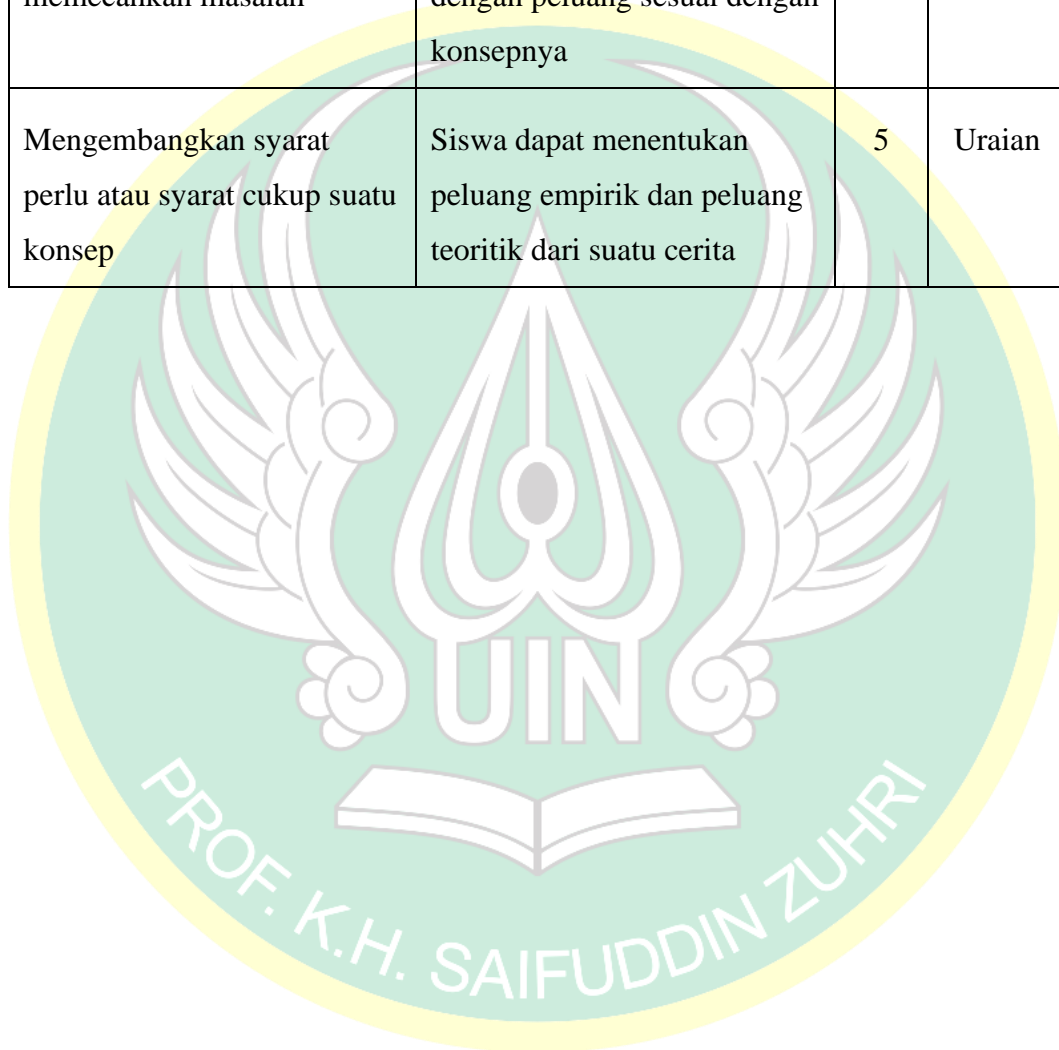 memecahkan masalah
dengan peluang sesuai dengan
konsepnya
Mengembangkan syarat
perlu atau syarat cukup suatu
konsep
Siswa dapat menentukan
peluang empirik dan peluang
teoritik dari suatu cerita
5
Uraian
UIN
PROF. K.H. SAIFUDDIN ZUHRI